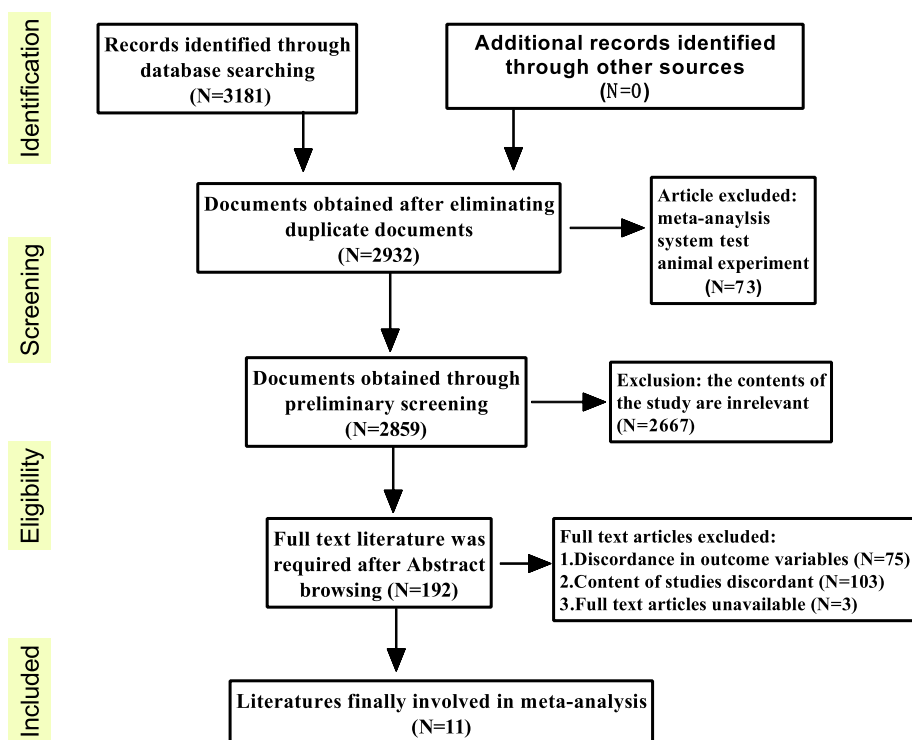 Identification
Records identified through
database searching
(N=3181)
Additional records identified
through other sources
(N=0)
Documents obtained after eliminating
duplicate documents
(N=2932)
Article excluded:
meta-anaylsis
system test
animal experiment
(N=73)
Screening
Documents obtained through
preliminary screening
(N=2859)
Exclusion: the contents of
the study are inrelevant
(N=2667)
Eligibility
Full text literature was
required after Abstract
browsing (N=192)
Full text articles excluded:
1.Discordance in outcome variables (N=75)
2.Content of studies discordant (N=103)
3.Full text articles unavailable (N=3)
Included
Literatures finally involved in meta-analysis
(N=11)